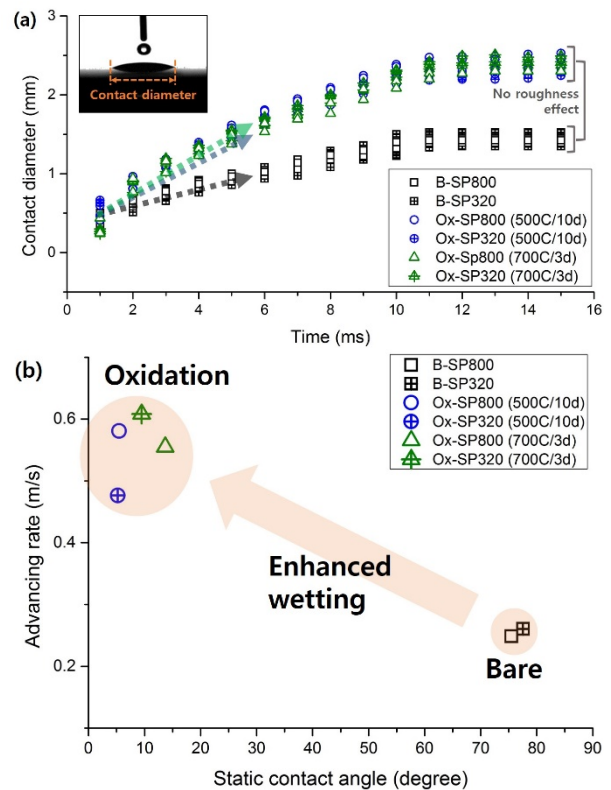 (a)
Contact diameter (mm)
3
2
1
0
Contact diameter
No roughness
effect
B-SP800
B-SP320
Ox-SP800 (500C/10d)
Ox-SP320 (500C/10d)
Ox-Sp800 (700C/3d)
Ox-SP320 (700C/3d)
0 2 4 6 8 10 12 14 16
Time (ms)
(b)
Advancing rate (m/s)
0.6
0.4
0.2
Oxidation
B-SP800
B-SP320
Ox-SP800 (500C/10d)
Ox-SP320 (500C/10d)
Ox-SP800 (700C/3d)
Ox-SP320 (700C/3d)
Enhanced
wetting
Bare
0 10 20 30 40 50 60 70 80 90
Static contact angle (degree)